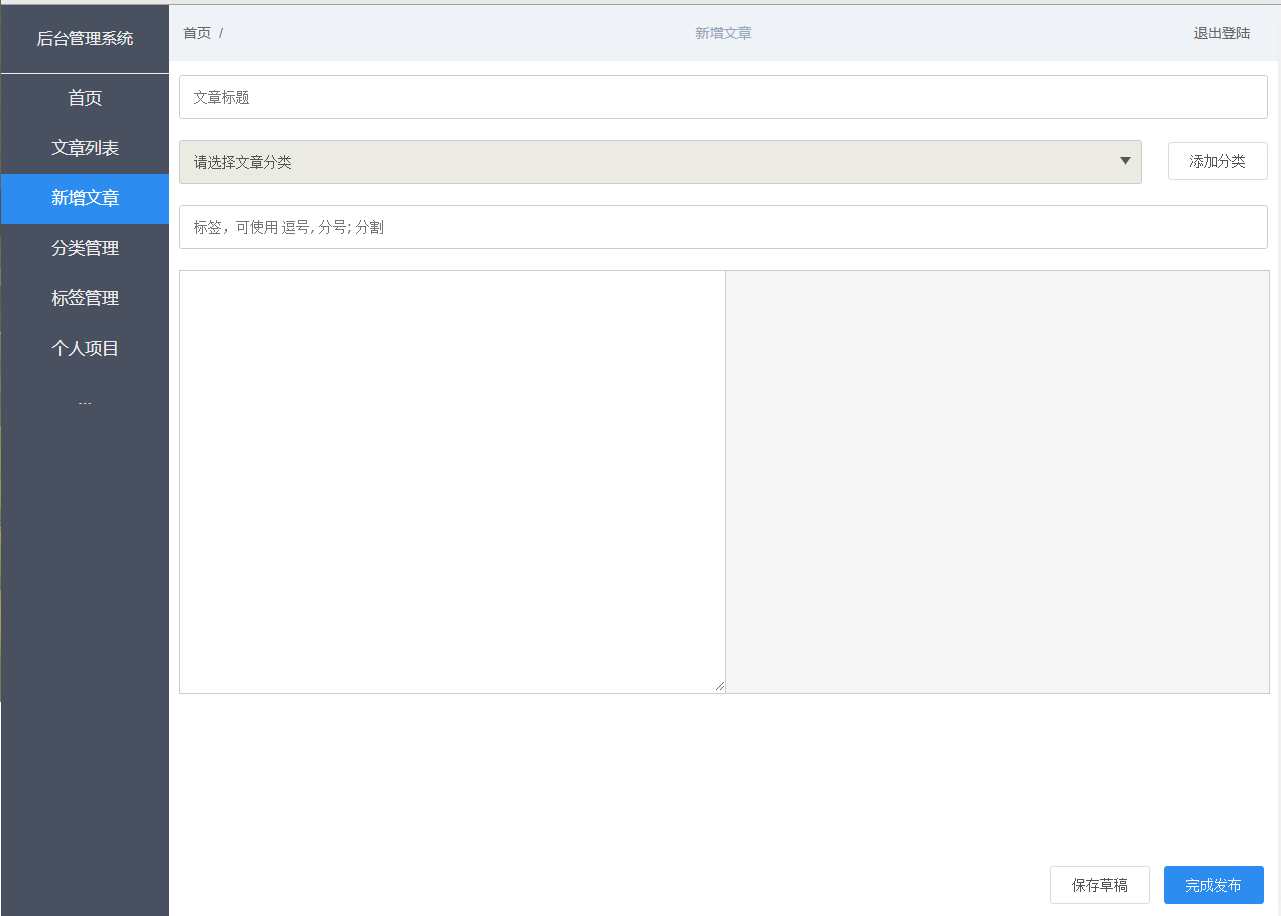 后台管理系统
首页
文章列表
新增文章
分类管理
标签管理
个人项目
...
首页 /
新增文章
退出登陆
文章标题
请选择文章分类
添加分类
标签，可使用 逗号, 分号; 分割
保存草稿
完成发布